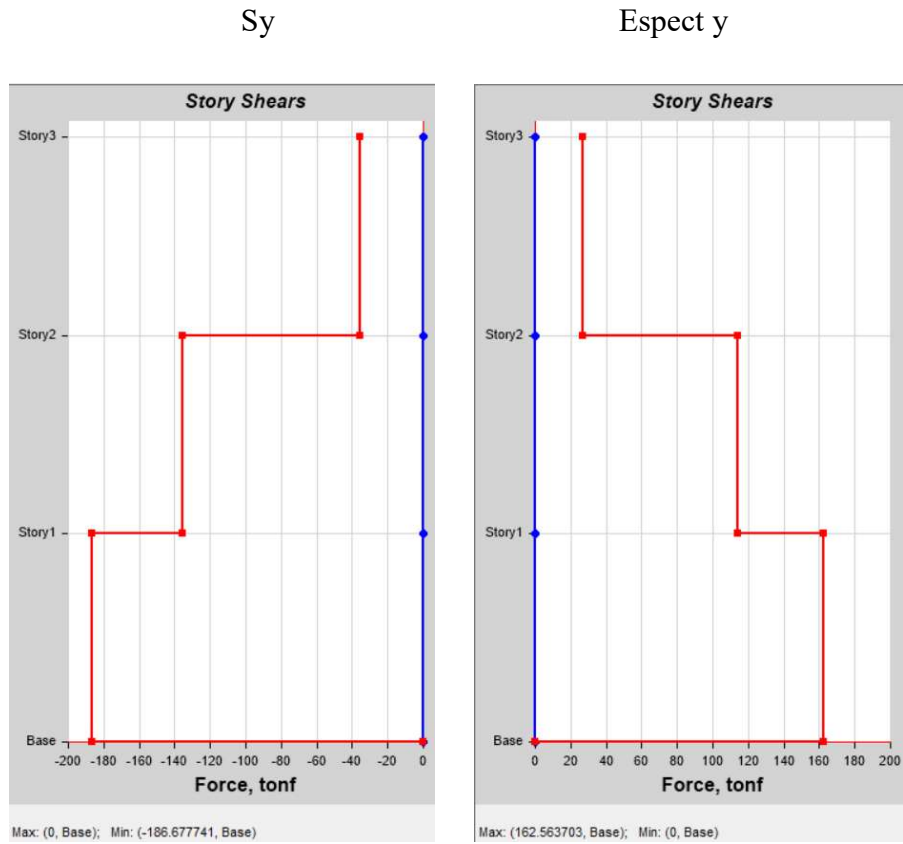 Sy
Espect y
Story Shears
Story3
Story2
Story1
Base
-200 -180 -160 -140 -120 -100 -80 -60 -40 -20 0
Force, tonf
Max: (0, Base); Min: (-186.677741, Base)
Story Shears
Story3
Story2
Story1
Base
0 20 40 60 80 100 120 140 160 180 200
Force, tonf
Max: (162.563703, Base); Min: (0, Base)